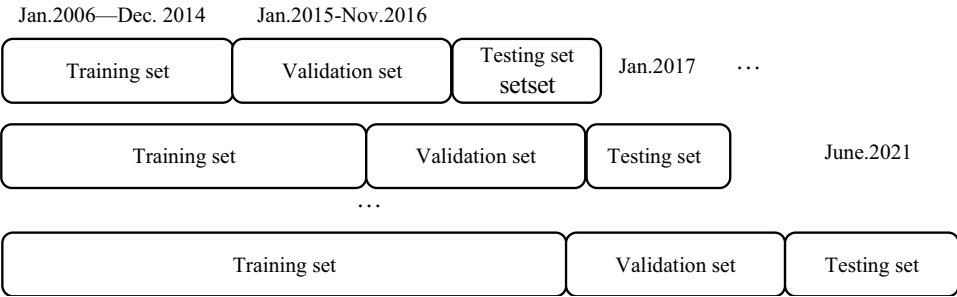 Jan.2006—Dec. 2014
Jan.2015-Nov.2016
Training set
Validation set
Testing set
setset
Jan.2017
...
Training set
Validation set
Testing set
June.2021
...
Training set
Validation set
Testing set